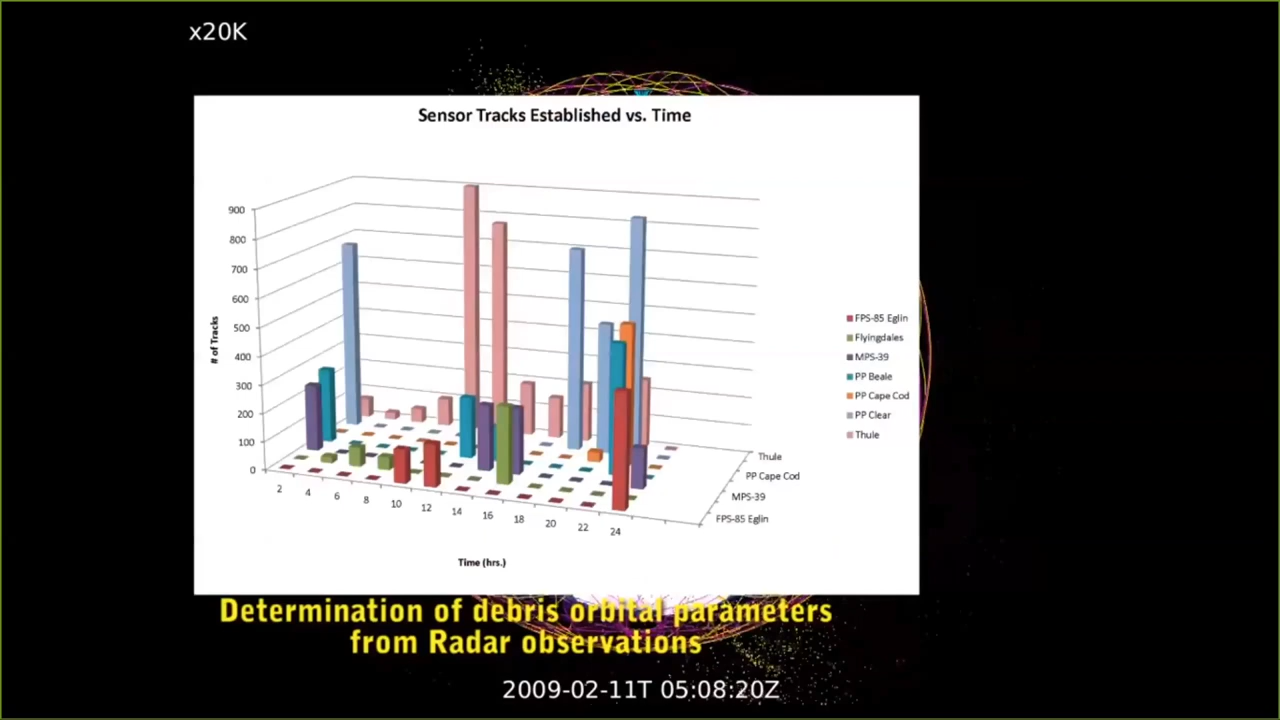 x20K
Sensor Tracks Established vs. Time
900
800
700
600
500
400
300
200
100
0
# of Tracks
2
4
6
8
10
12
14
16
18
20
22
24
Time (hrs.)
Thule
PP Cape Cod
MPS-39
FPS-85 Eglin
FPS-85 Eglin
Flyingdales
MPS-39
PP Beale
PP Cape Cod
PP Clear
Thule
Determination of debris orbital parameters
from Radar observations
2009-02-11T 05:08:20Z